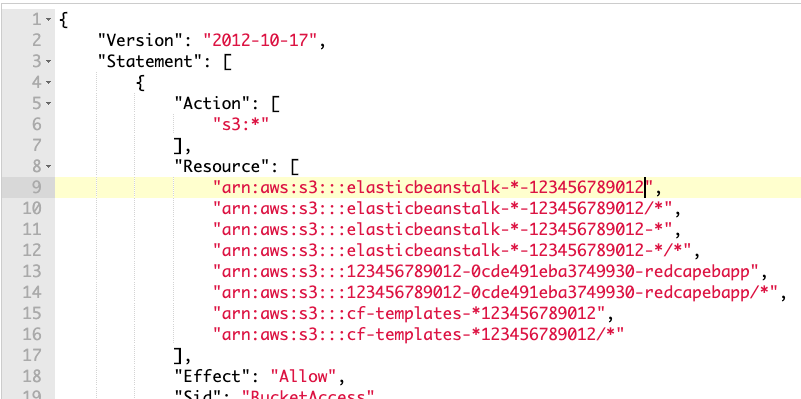 1 {
2 "Version": "2012-10-17",
3 "Statement": [
4 {
5 "Action": [
6 "s3:*"
7 ],
8 "Resource": [
9 "arn:aws:s3:::elasticbeanstalk-*-123456789012",
10 "arn:aws:s3:::elasticbeanstalk-*-123456789012/*",
11 "arn:aws:s3:::elasticbeanstalk-*-123456789012-*",
12 "arn:aws:s3:::elasticbeanstalk-*-123456789012-*/*",
13 "arn:aws:s3:::123456789012-0cde491eba3749930-redcapebapp",
14 "arn:aws:s3:::123456789012-0cde491eba3749930-redcapebapp/*",
15 "arn:aws:s3:::cf-templates-*123456789012",
16 "arn:aws:s3:::cf-templates-*123456789012/*"
17 ],
18 "Effect": "Allow",
19 "Sid": "BucketAccess"